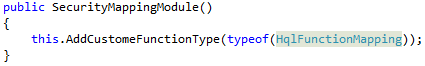 public SecurityMappingModule()
{
    this.AddCustomeFunctionType(typeof(HqlFunctionMapping));
}